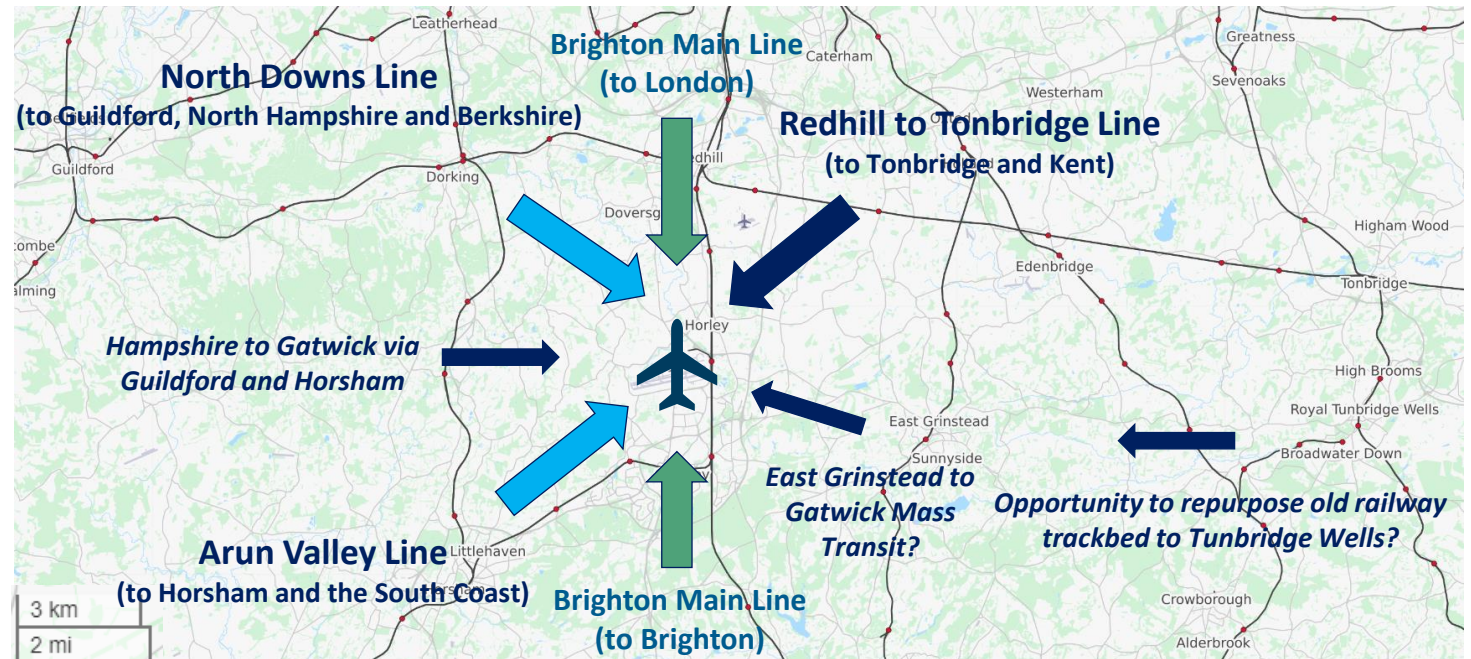 Leatherhead
Brighton Main Line
(to London)
Caterham
Greatness
Sevenoaks
North Downs Line
(to Guildford, North Hampshire and Berkshire)
Westerham
Redhill to Tonbridge Line
(to Tonbridge and Kent)
Guildford
Dorking
Doversg
Higham Wood
Edenbridge
Tonbridge
Horley
Hampshire to Gatwick via
Guildford and Horsham
High Brooms
Royal Tunbridge Wells
East Grinstead
Sunnyside
Broadwater Down
East Grinstead to
Gatwick Mass
Transit?
Opportunity to repurpose old railway
trackbed to Tunbridge Wells?
Arun Valley Line
Littlehaven
(to Horsham and the South Coast)
Brighton Main Line
(to Brighton)
3 km
2 mi
Crowborough
Alderbrook